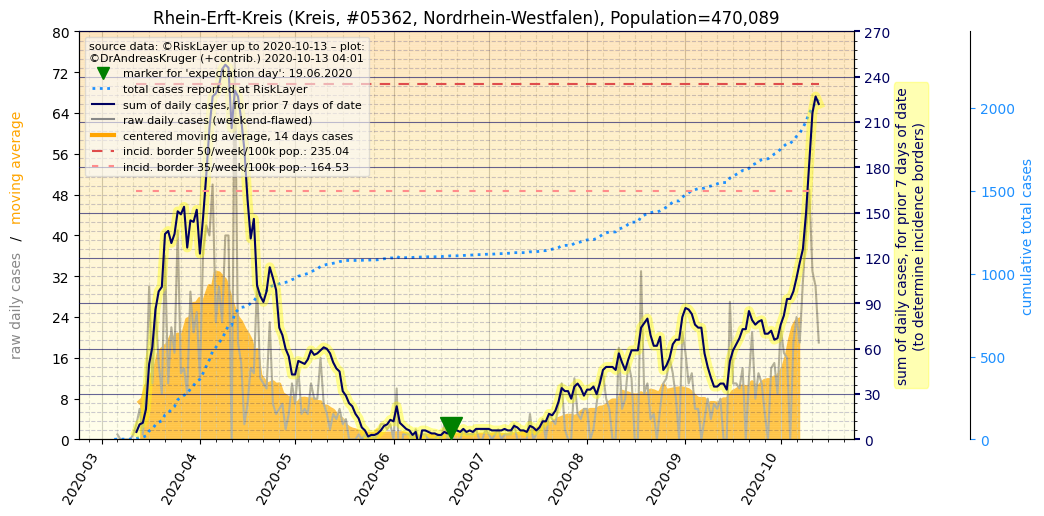 Rhein-Erft-Kreis (Kreis, #05362, Nordrhein-Westfalen), Population=470,089
source data: ©RiskLayer up to 2020-10-13 – plot:
©DrAndreasKruger (+contrib.) 2020-10-13 04:01
marker for 'expectation day': 19.06.2020
total cases reported at RiskLayer
sum of daily cases, for prior 7 days of date
raw daily cases (weekend-flawed)
centered moving average, 14 days cases
incid. border 50/week/100k pop.: 235.04
incid. border 35/week/100k pop.: 164.53
raw daily cases / moving average
80
72
64
56
48
40
32
24
16
8
0
2020-03
2020-04
2020-05
2020-06
2020-07
2020-08
2020-09
2020-10
270
240
210
180
150
120
90
60
30
0
sum of daily cases, for prior 7 days of date
(to determine incidence borders)
2000
1500
1000
500
0
cumulative total cases